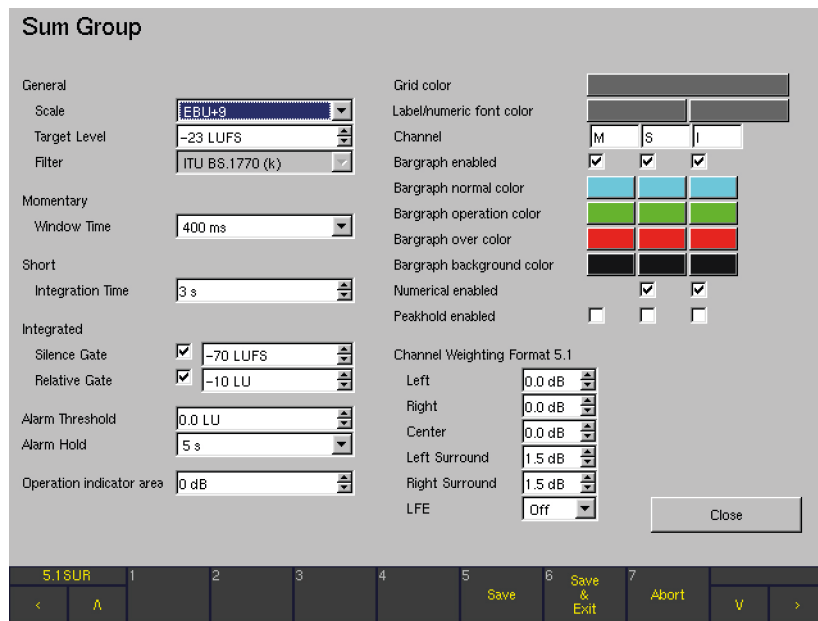 Sum Group
General
Scale EBU+9
Target Level -23 LUFS
Filter ITU BS.1770 (k)
Momentary
Window Time 400 ms
Short
Integration Time 3 s
Integrated
Silence Gate -70 LUFS
Relative Gate -10 LU
Alarm Threshold 0.0 LU
Alarm Hold 5 s
Operation indicator area 0 dB
Grid color
Label/numeric font color
Channel M S I
Bargraph enabled
Bargraph normal color
Bargraph operation color
Bargraph over color
Bargraph background color
Numerical enabled
Peakhold enabled
Channel Weighting Format 5.1
Left 0.0 dB
Right 0.0 dB
Center 0.0 dB
Left Surround 1.5 dB
Right Surround 1.5 dB
LFE Off
Close
5.1SUR 1 2 3 4 5 6 7
< Λ Save Save & Exit Abort V >